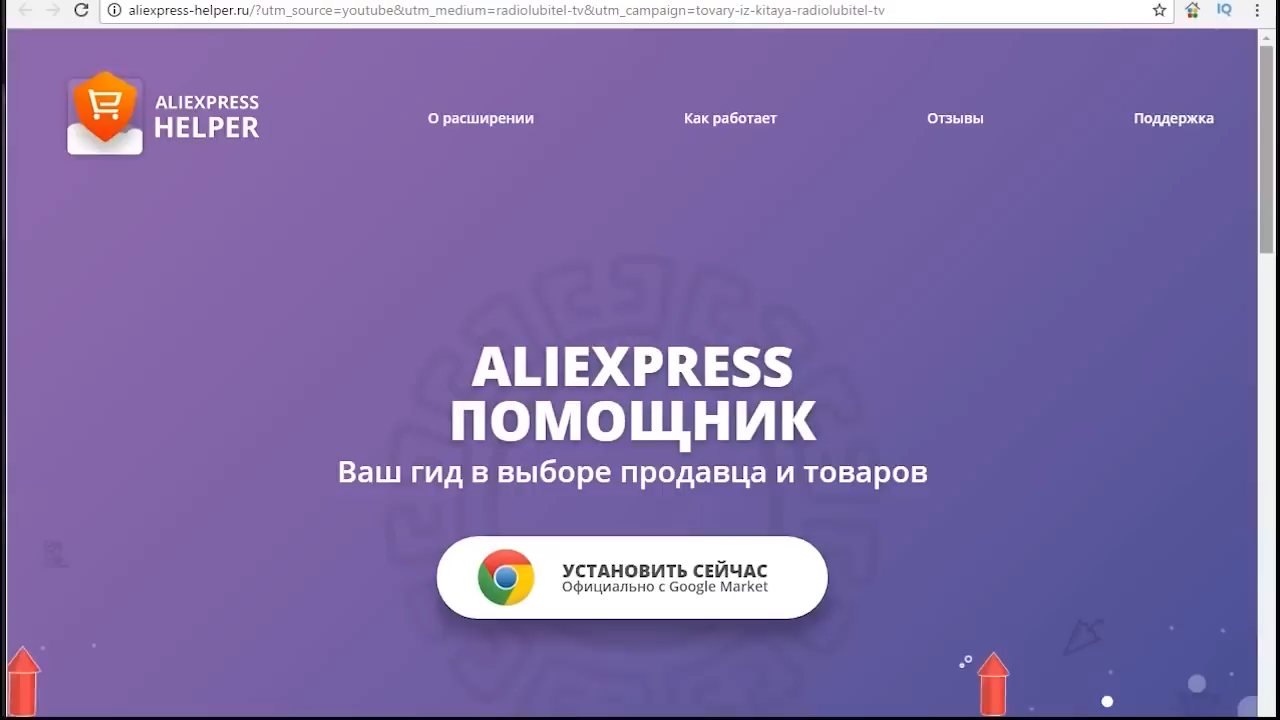 aliexpress-helper.ru/?utm_source=youtube&utm_medium=radiolubitel-tv&utm_campaign=tovary-iz-kitaya-radiolubitel-tv
IQ
ALIEXPRESS
HELPER
О расширении
Как работает
Отзывы
Поддержка
ALIEXPRESS
ПОМОЩНИК
Ваш гид в выборе продавца и товаров
УСТАНОВИТЬ СЕЙЧАС
Официально с Google Market